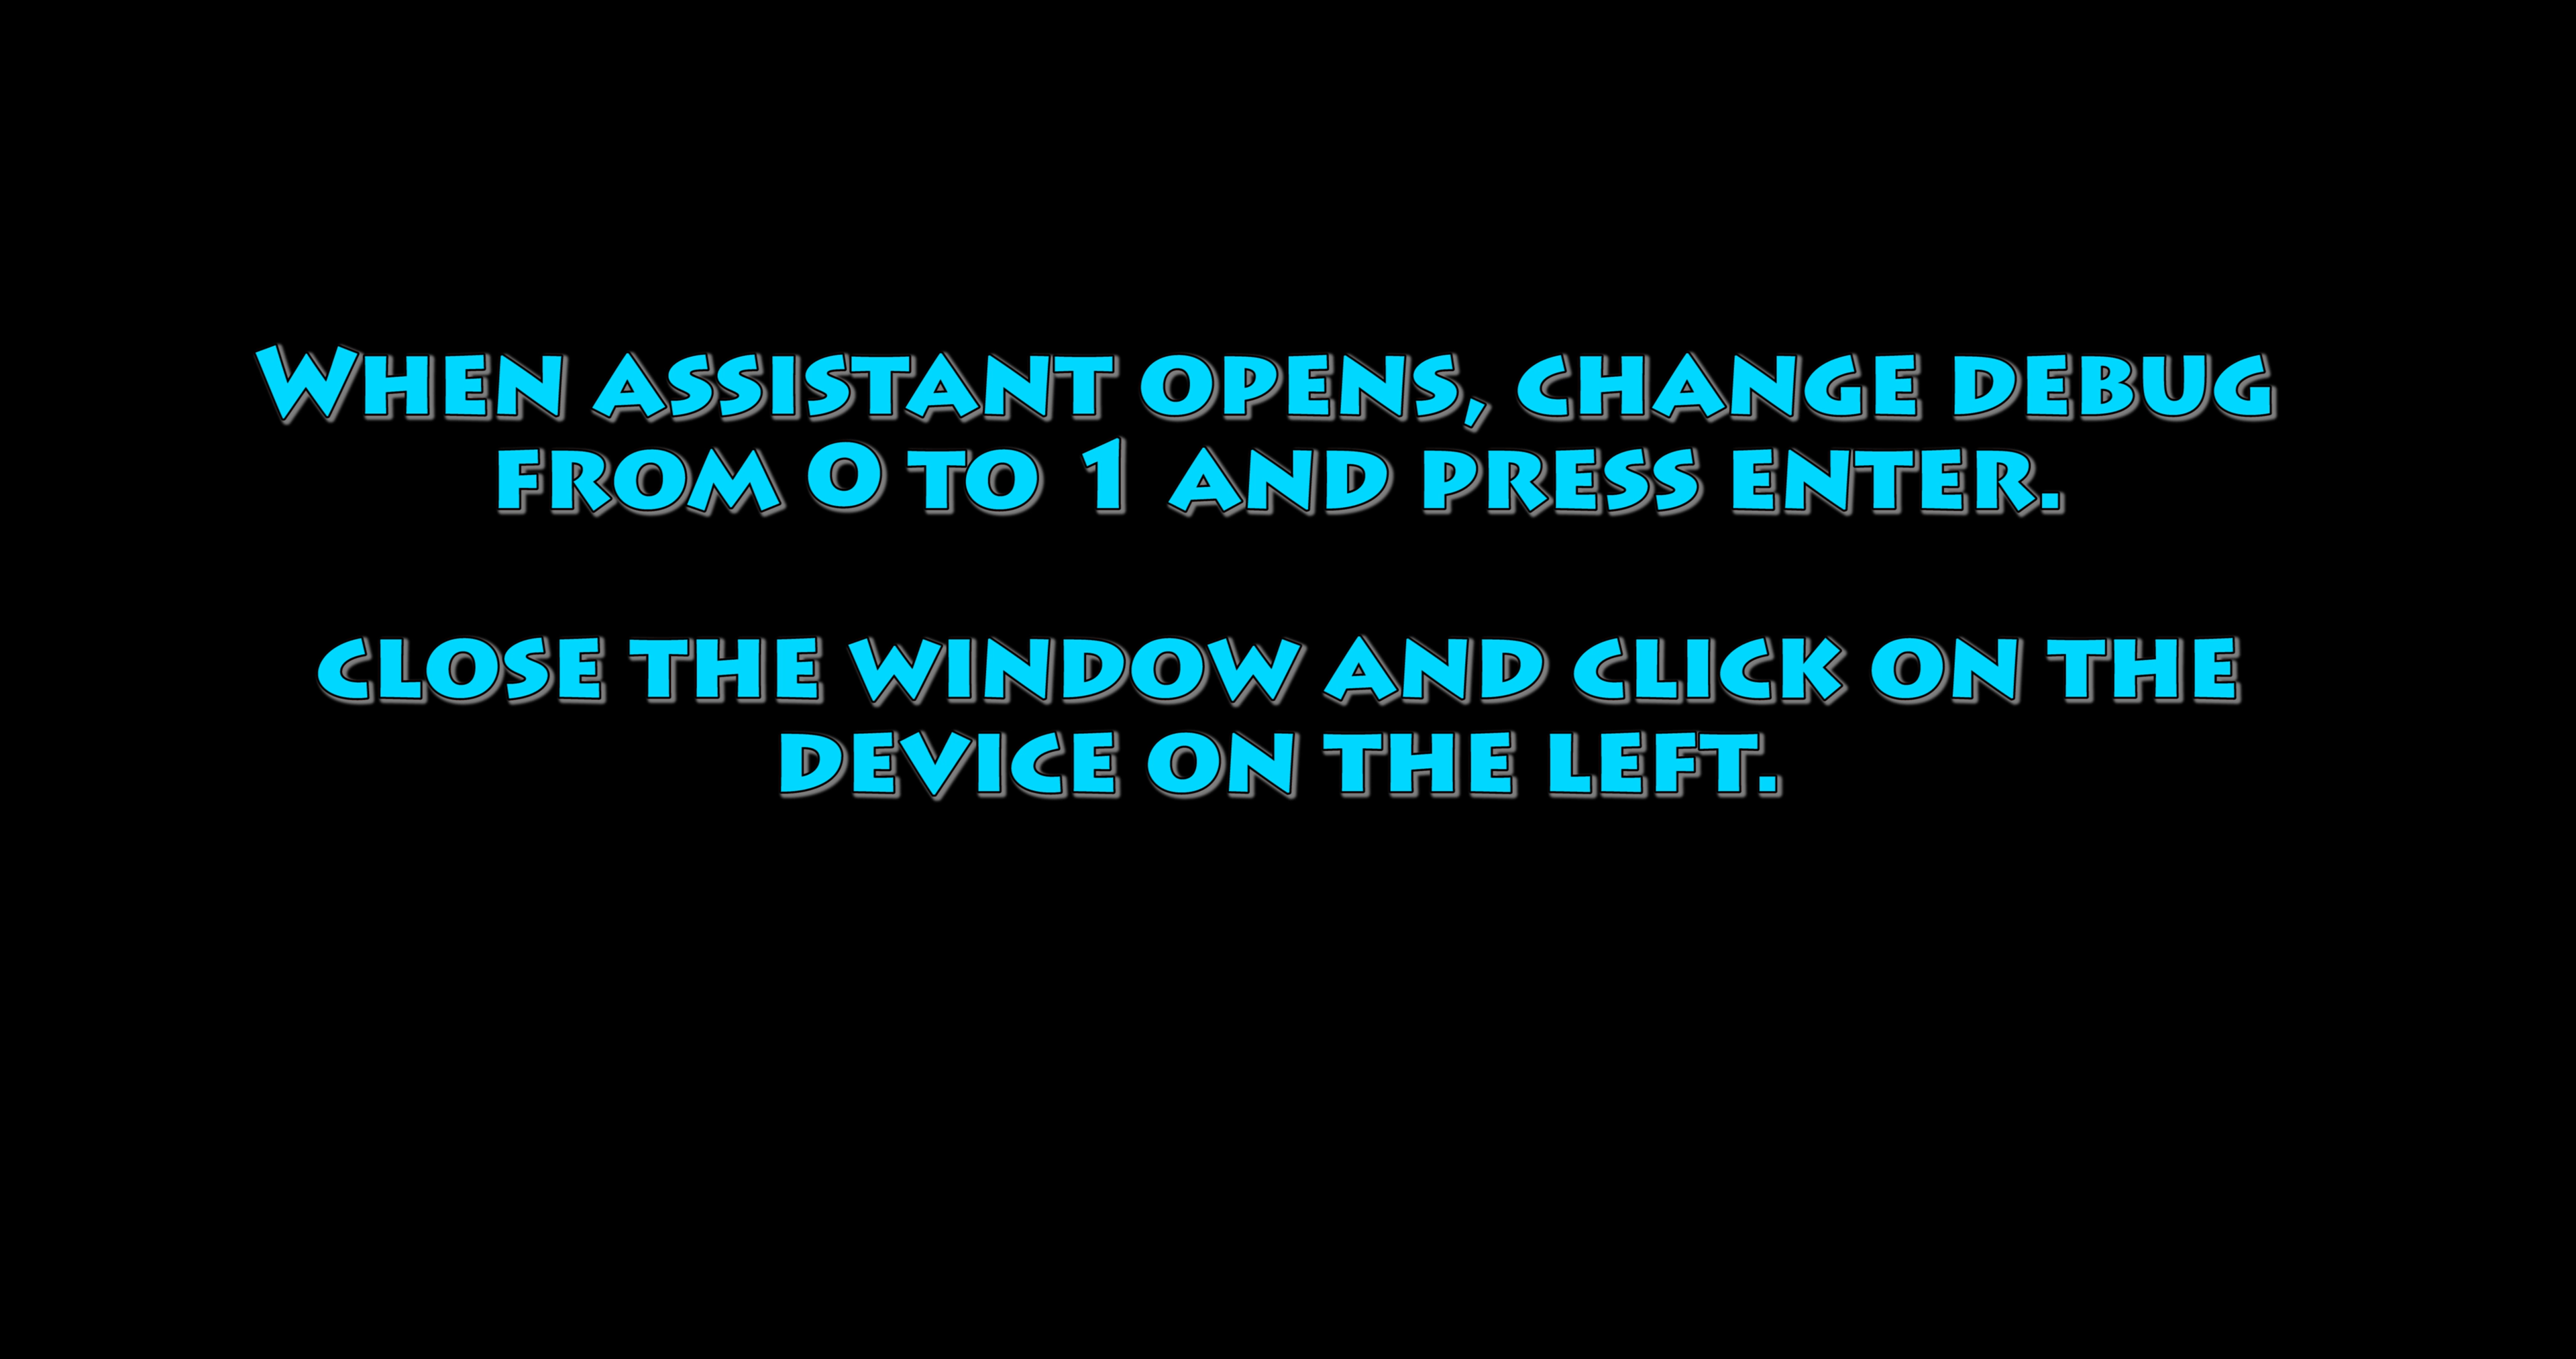 When assistant opens, change debug
from 0 to 1 and press enter.
close the window and click on the
device on the left.